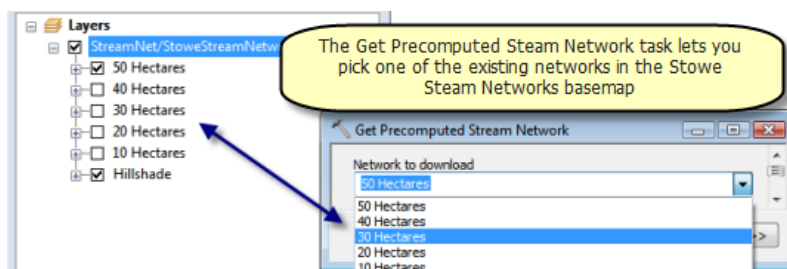 Layers
StreamNet/StoweStreamNetw
50 Hectares
40 Hectares
30 Hectares
20 Hectares
10 Hectares
Hillshade
The Get Precomputed Steam Network task lets you
pick one of the existing networks in the Stowe
Steam Networks basemap
Get Precomputed Stream Network
Network to download
50 Hectares
50 Hectares
40 Hectares
30 Hectares
20 Hectares
10 Hectares
>>